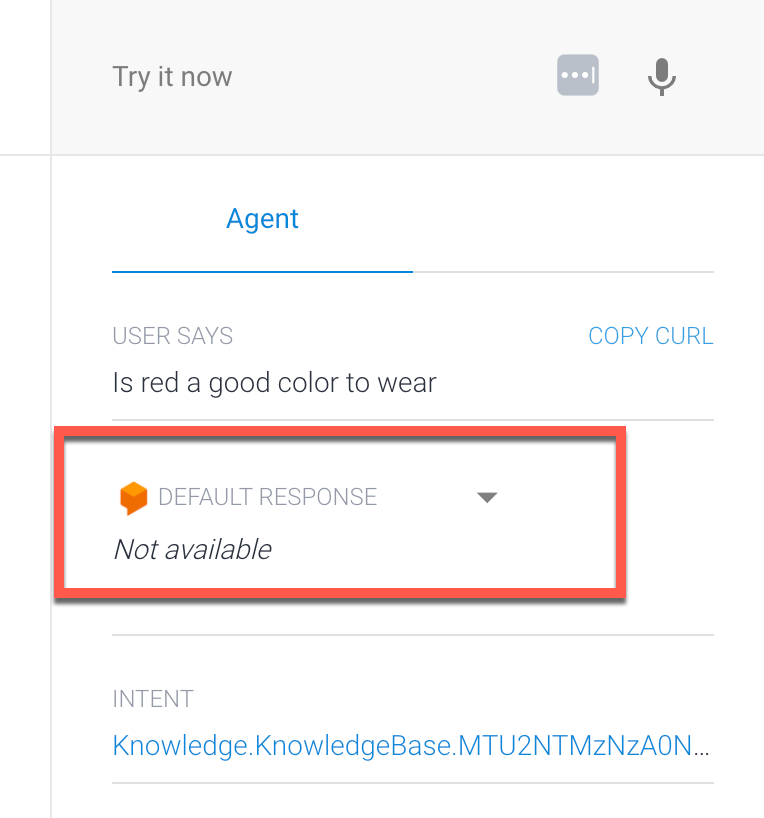 Try it now
Agent
USER SAYS
COPY CURL
Is red a good color to wear
DEFAULT RESPONSE
Not available
INTENT
Knowledge.KnowledgeBase.MTU2NTMzNzA0N...